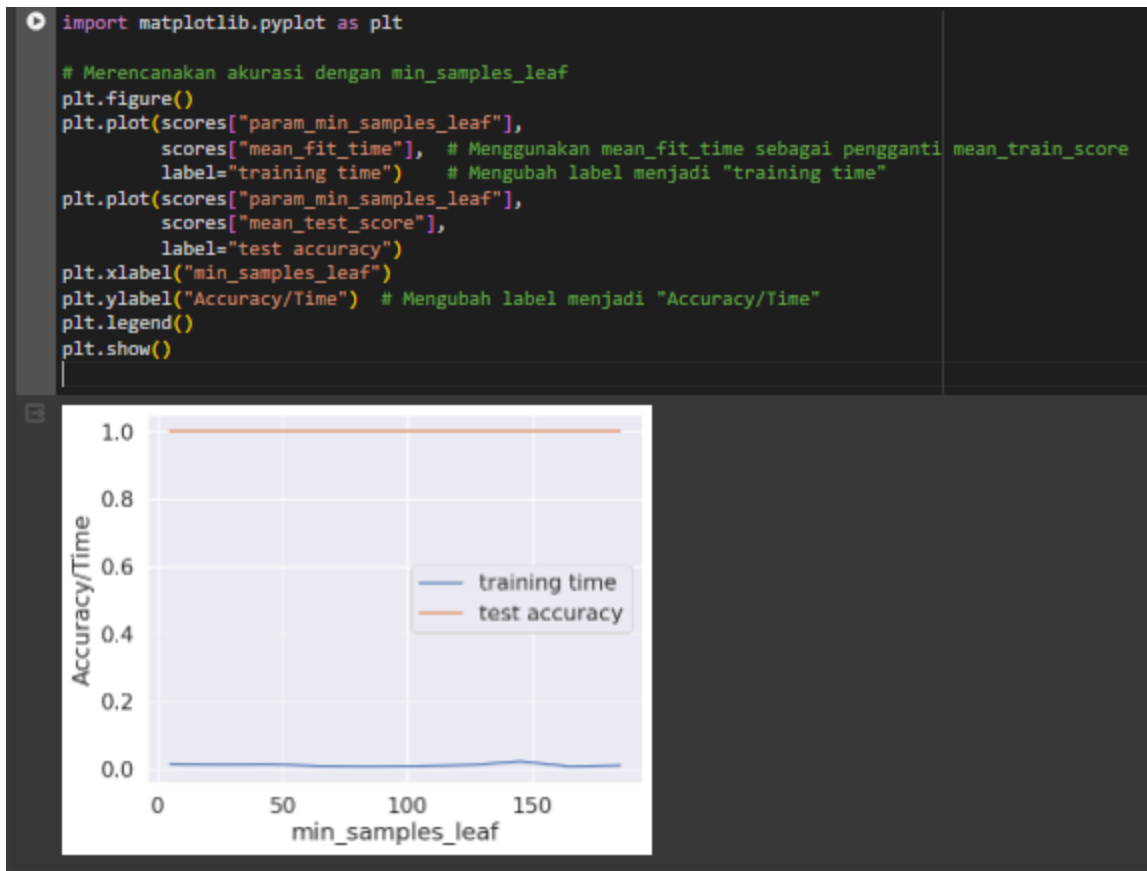 import matplotlib.pyplot as plt
# Merencanakan akurasi dengan min_samples_leaf
plt.figure()
plt.plot(scores["param_min_samples_leaf"],
         scores["mean_fit_time"],  # Menggunakan mean_fit_time sebagai pengganti mean_train_score
         label="training time")    # Mengubah label menjadi "training time"
plt.plot(scores["param_min_samples_leaf"],
         scores["mean_test_score"],
         label="test accuracy")
plt.xlabel("min_samples_leaf")
plt.ylabel("Accuracy/Time")  # Mengubah label menjadi "Accuracy/Time"
plt.legend()
plt.show()
1.0
0.8
0.6
0.4
0.2
0.0
Accuracy/Time
training time
test accuracy
0 50 100 150
min_samples_leaf